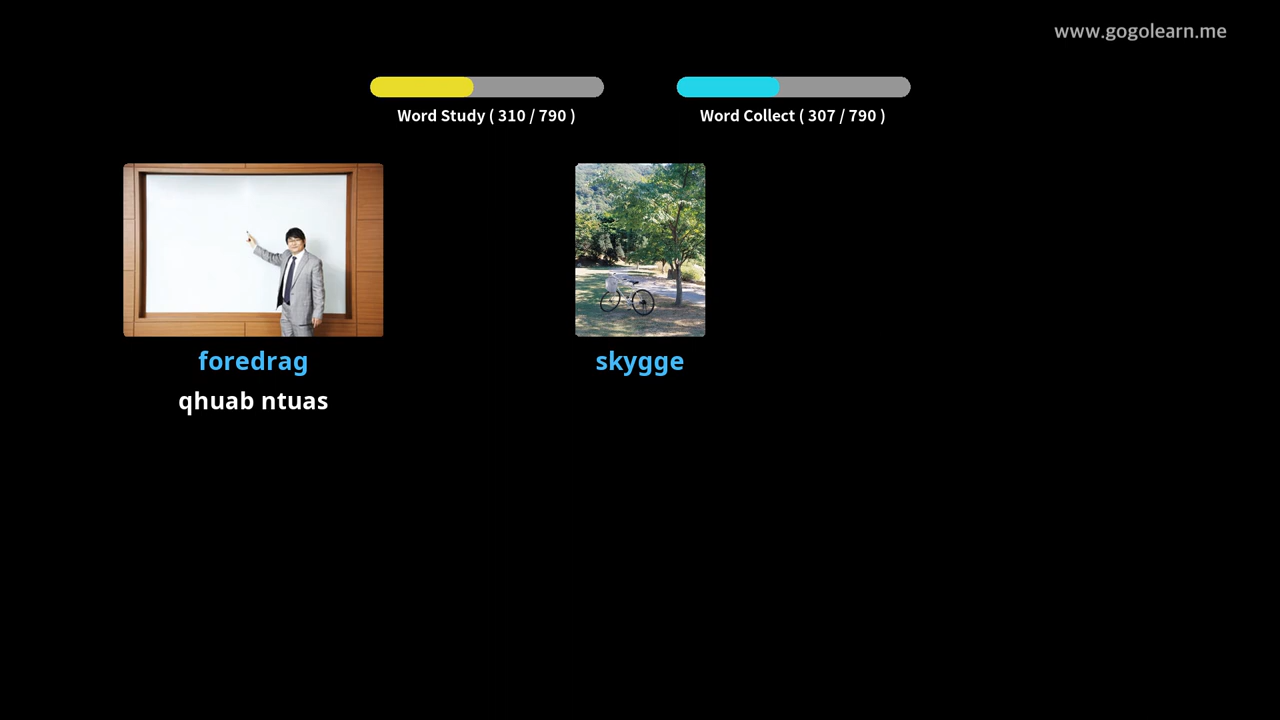 www.gogolearn.me
Word Study ( 310 / 790 )
Word Collect ( 307 / 790 )
foredrag
qhuab ntuas
skygge